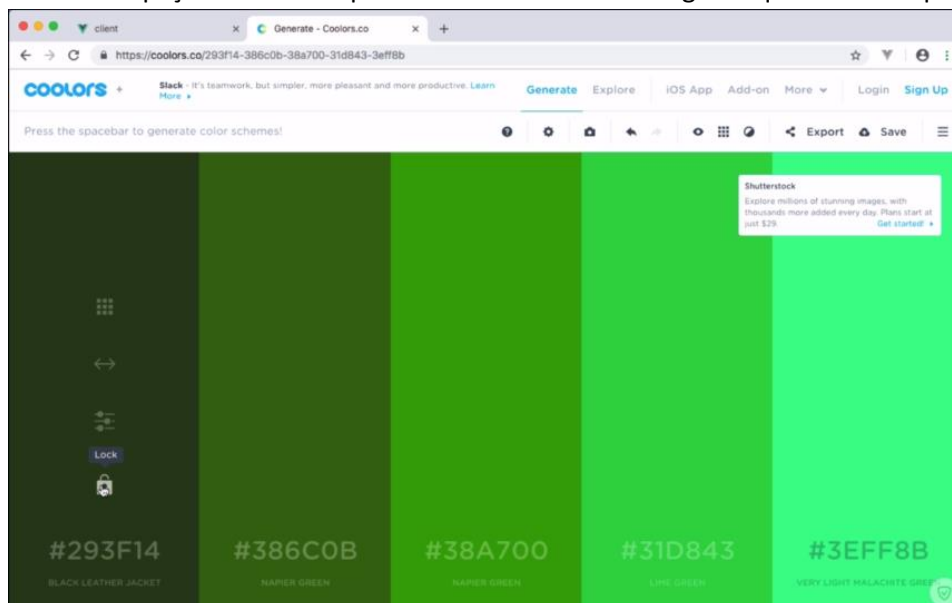 client
Generate - Coolors.co
https://coolors.co/293f14-386c0b-38a700-31d843-3eff8b
coolors
Slack - It's teamwork, but simpler, more pleasant and more productive. Learn
More
Generate Explore iOS App Add-on More Login Sign Up
Press the spacebar to generate color schemes!
Export Save
Shutterstock
Explore millions of stunning images, with
thousands more added every day. Plans start at
just $29. Get started!
Lock
#293F14 #386C0B #38A700 #31D843 #3EFF8B
BLACK LEATHER JACKET NAPIER GREEN NAPIER GREEN LIME GREEN VERY LIGHT MALACHITE GREEN